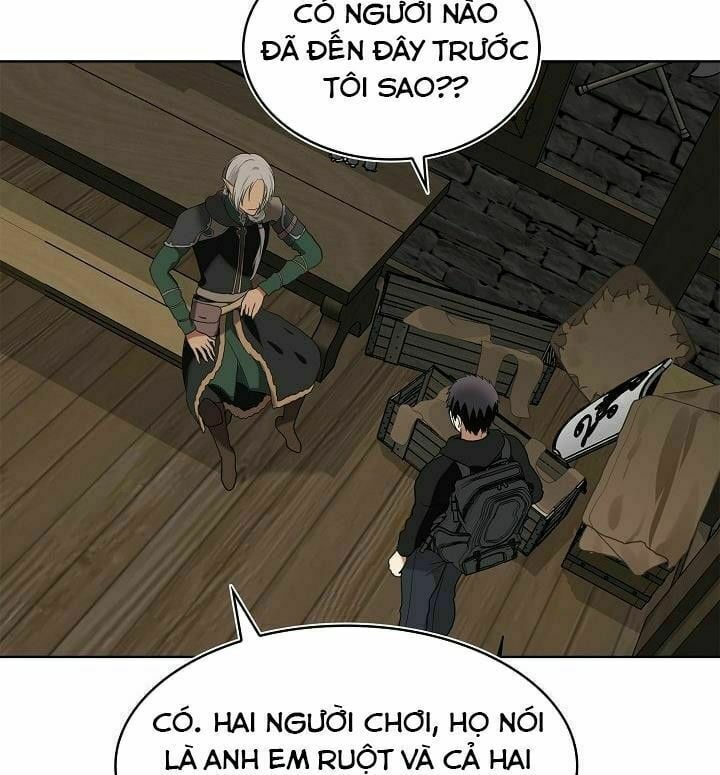 CÓ NGƯỜI NÀO
ĐÃ ĐẾN ĐÂY TRƯỚC
TÔI SAO??
CÓ. HAI NGƯỜI CHƠI, HỌ NÓI
LÀ ANH EM RUỘT VÀ CẢ HAI